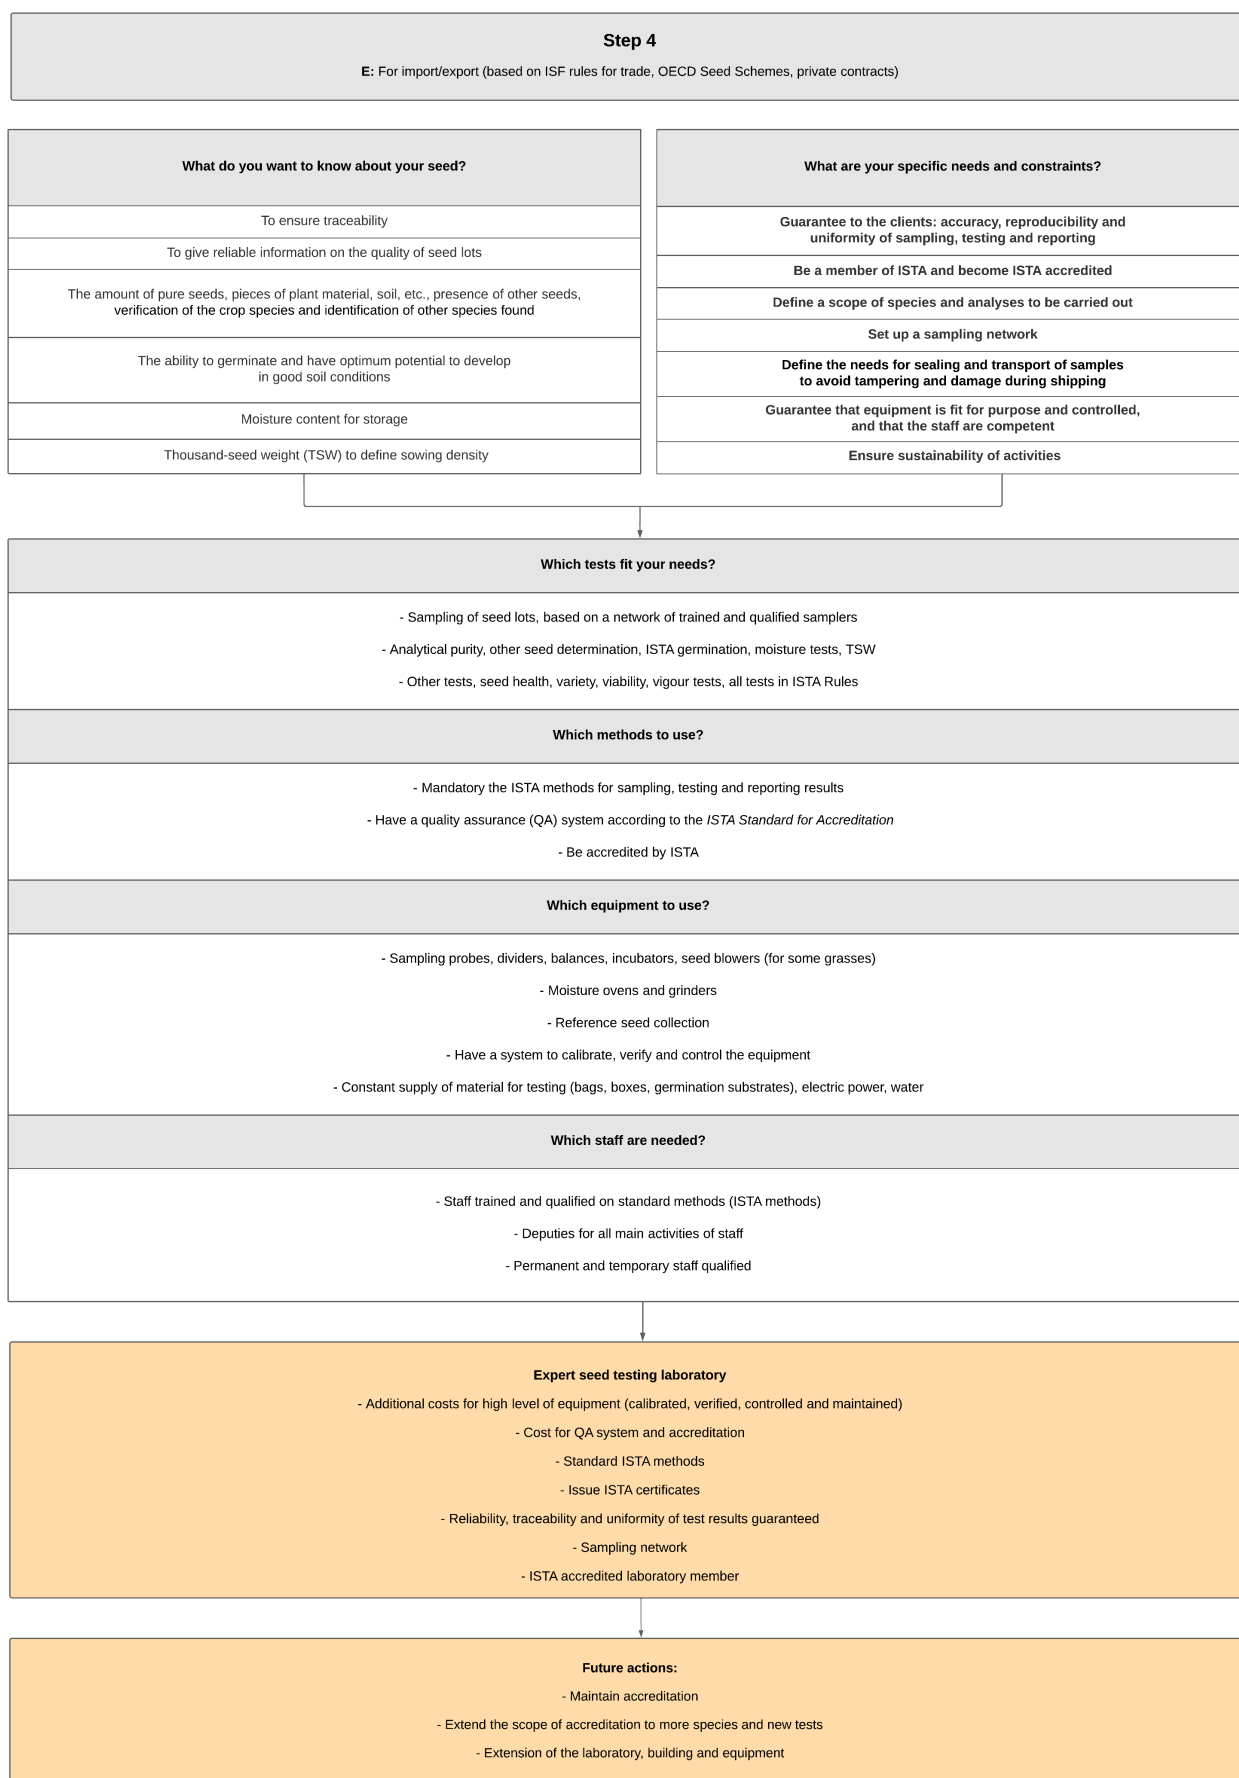 Step 4
E: For import/export (based on ISF rules for trade, OECD Seed Schemes, private contracts)
What do you want to know about your seed?
To ensure traceability
To give reliable information on the quality of seed lots
The amount of pure seeds, pieces of plant material, soil, etc., presence of other seeds,
verification of the crop species and identification of other species found
The ability to germinate and have optimum potential to develop
in good soil conditions
Moisture content for storage
Thousand-seed weight (TSW) to define sowing density
What are your specific needs and constraints?
Guarantee to the clients: accuracy, reproducibility and
uniformity of sampling, testing and reporting
Be a member of ISTA and become ISTA accredited
Define a scope of species and analyses to be carried out
Set up a sampling network
Define the needs for sealing and transport of samples
to avoid tampering and damage during shipping
Guarantee that equipment is fit for purpose and controlled,
and that the staff are competent
Ensure sustainability of activities
Which tests fit your needs?
- Sampling of seed lots, based on a network of trained and qualified samplers
- Analytical purity, other seed determination, ISTA germination, moisture tests, TSW
- Other tests, seed health, variety, viability, vigour tests, all tests in ISTA Rules
Which methods to use?
- Mandatory the ISTA methods for sampling, testing and reporting results
- Have a quality assurance (QA) system according to the ISTA Standard for Accreditation
- Be accredited by ISTA
Which equipment to use?
- Sampling probes, dividers, balances, incubators, seed blowers (for some grasses)
- Moisture ovens and grinders
- Reference seed collection
- Have a system to calibrate, verify and control the equipment
- Constant supply of material for testing (bags, boxes, germination substrates), electric power, water
Which staff are needed?
- Staff trained and qualified on standard methods (ISTA methods)
- Deputies for all main activities of staff
- Permanent and temporary staff qualified
Expert seed testing laboratory
- Additional costs for high level of equipment (calibrated, verified, controlled and maintained)
- Cost for QA system and accreditation
- Standard ISTA methods
- Issue ISTA certificates
- Reliability, traceability and uniformity of test results guaranteed
- Sampling network
- ISTA accredited laboratory member
Future actions:
- Maintain accreditation
- Extend the scope of accreditation to more species and new tests
- Extension of the laboratory, building and equipment